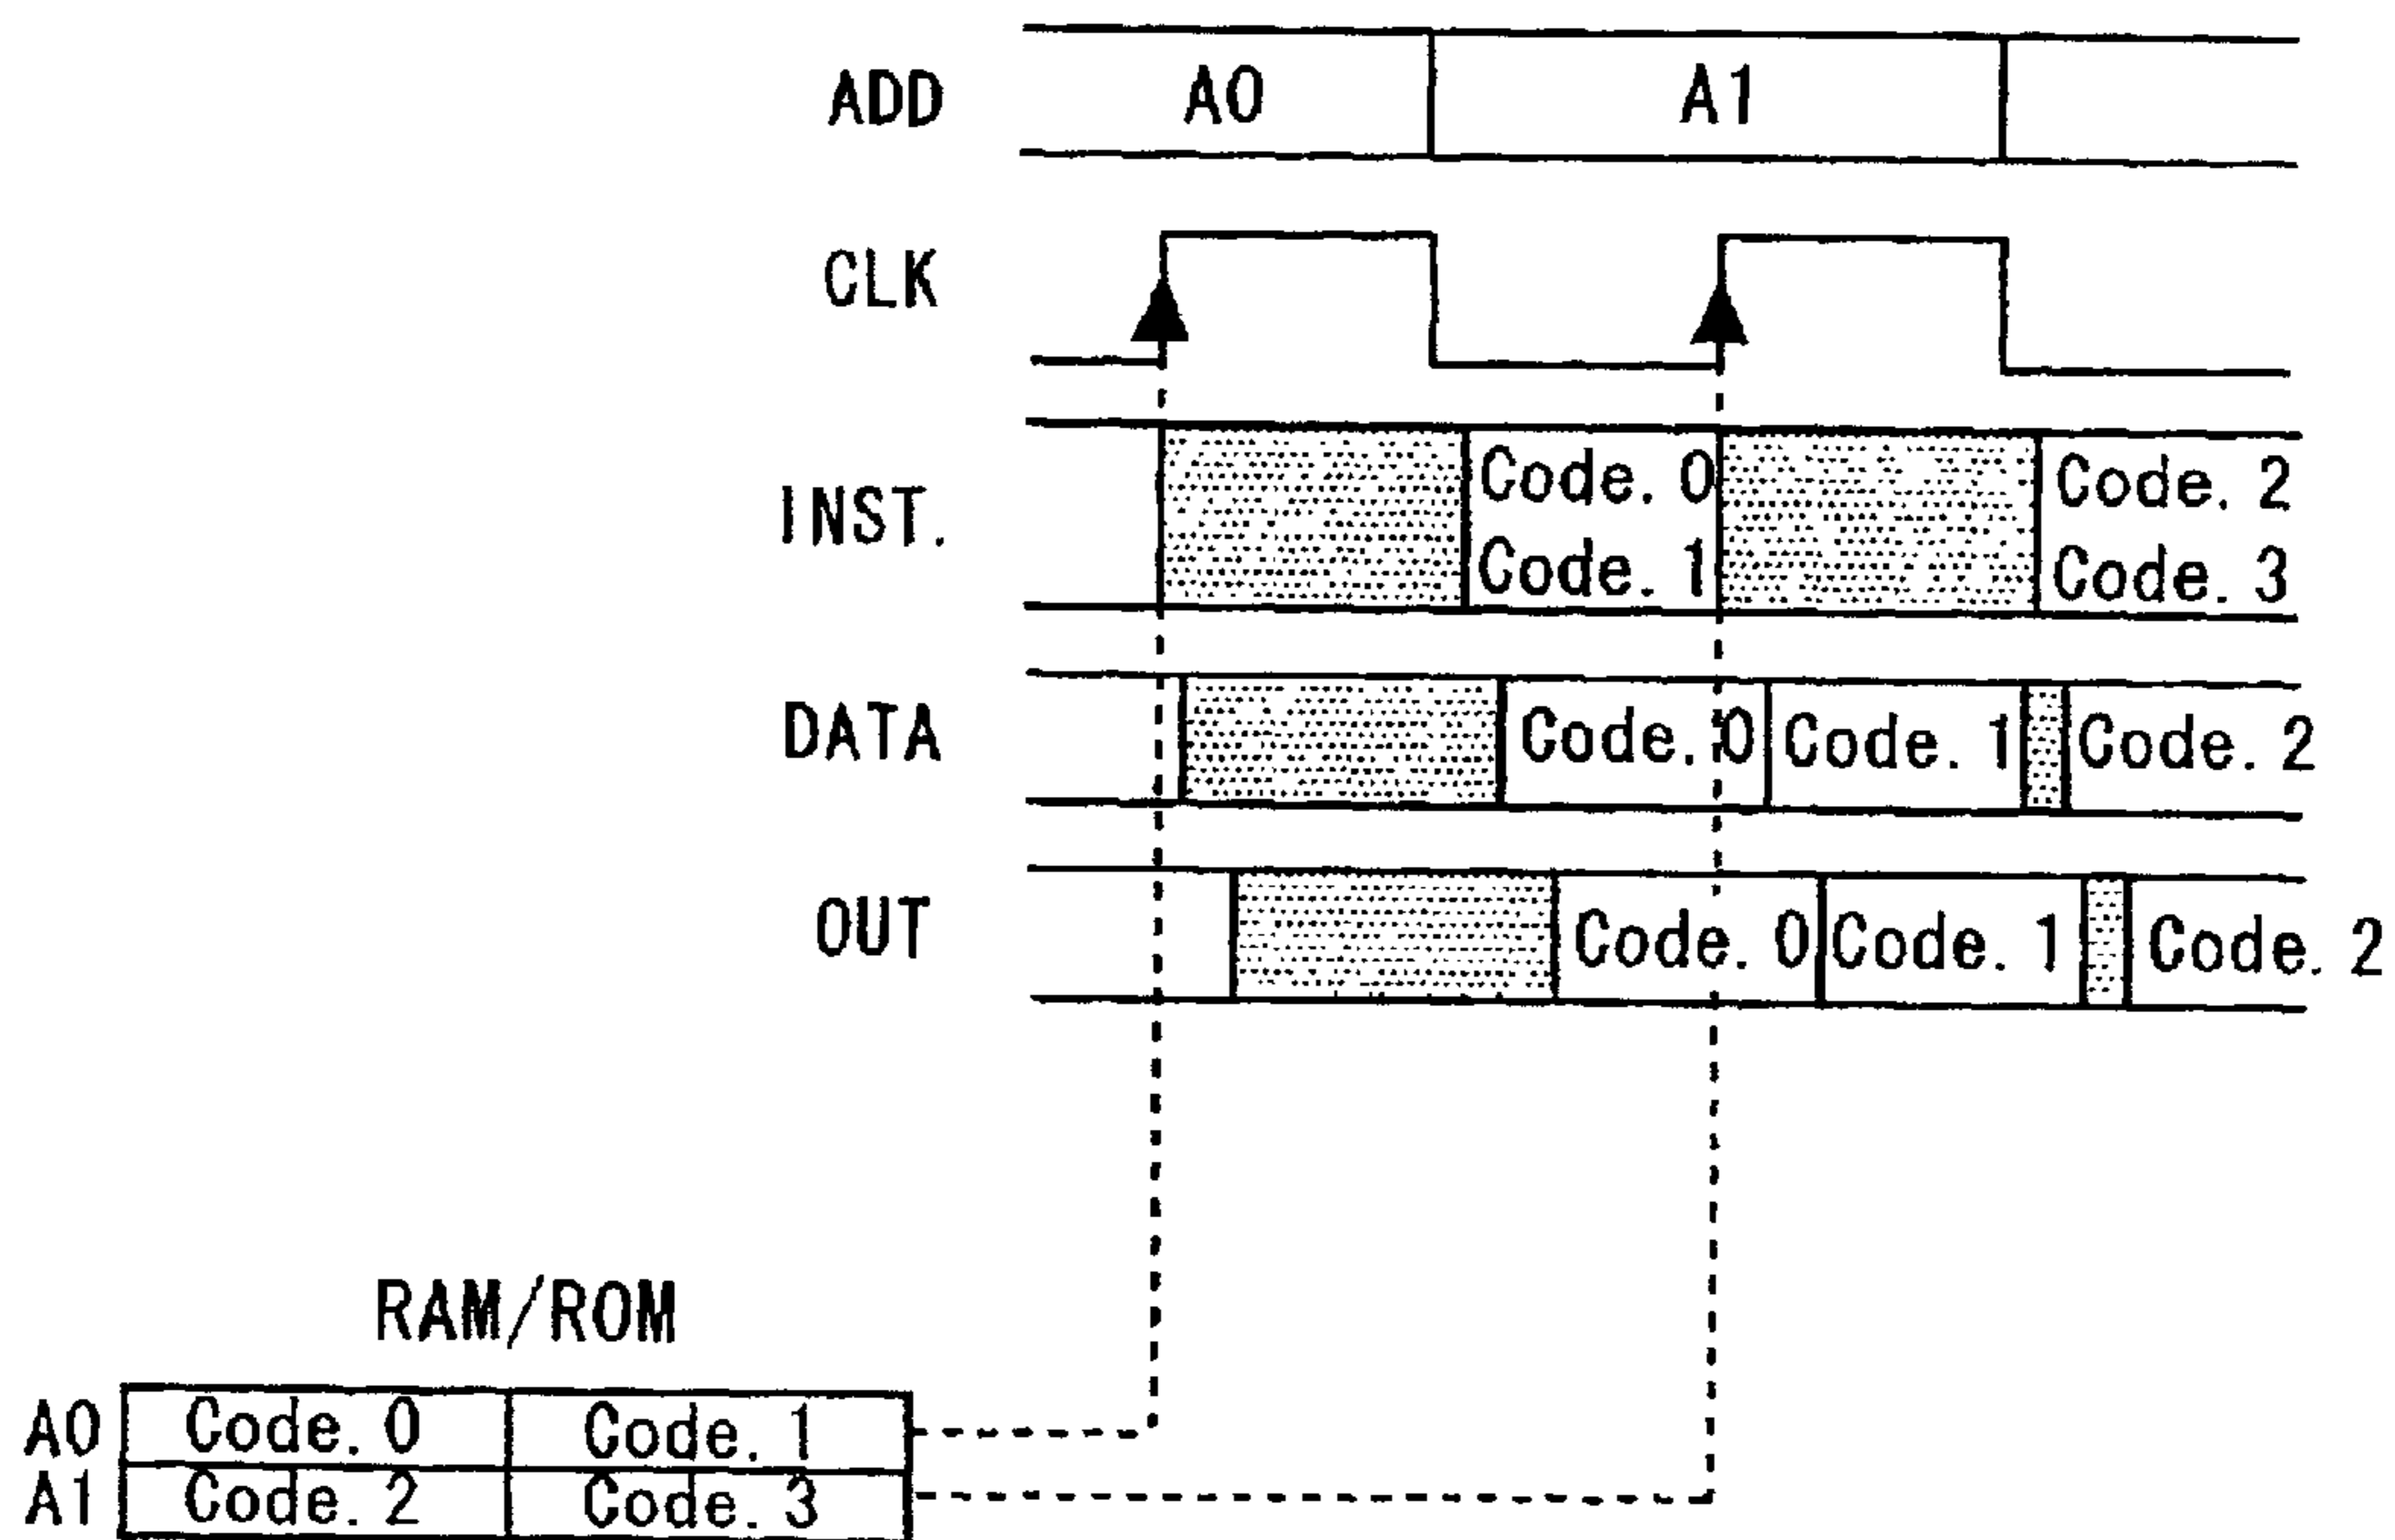 ADD A0 A1
CLK
INST. Code. 0 Code. 2
Code. 1 Code. 3
DATA Code. 0 Code. 1 Code. 2
OUT Code. 0 Code. 1 Code. 2
RAM/ROM
A0 Code. 0 Code. 1
A1 Code. 2 Code. 3